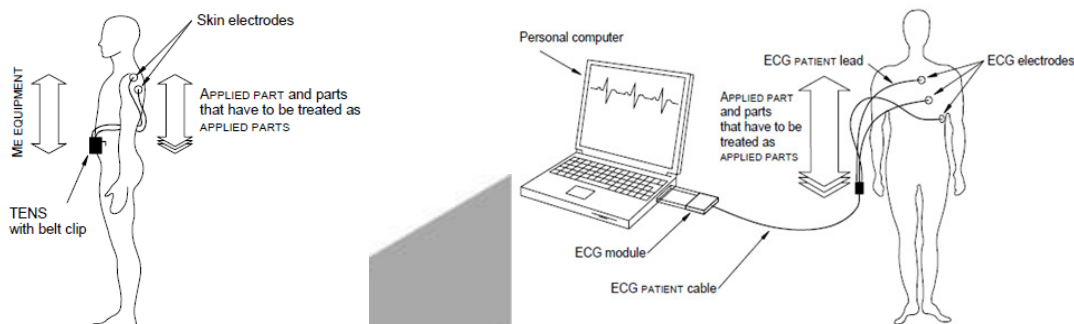 Skin electrodes
ME EQUIPMENT
APPLIED PART and parts
that have to be treated as
APPLIED PARTS
TENS
with belt clip
Personal computer
ECG PATIENT lead
ECG electrodes
APPLIED PART
and parts
that have to be
treated as
APPLIED PARTS
ECG module
ECG PATIENT cable